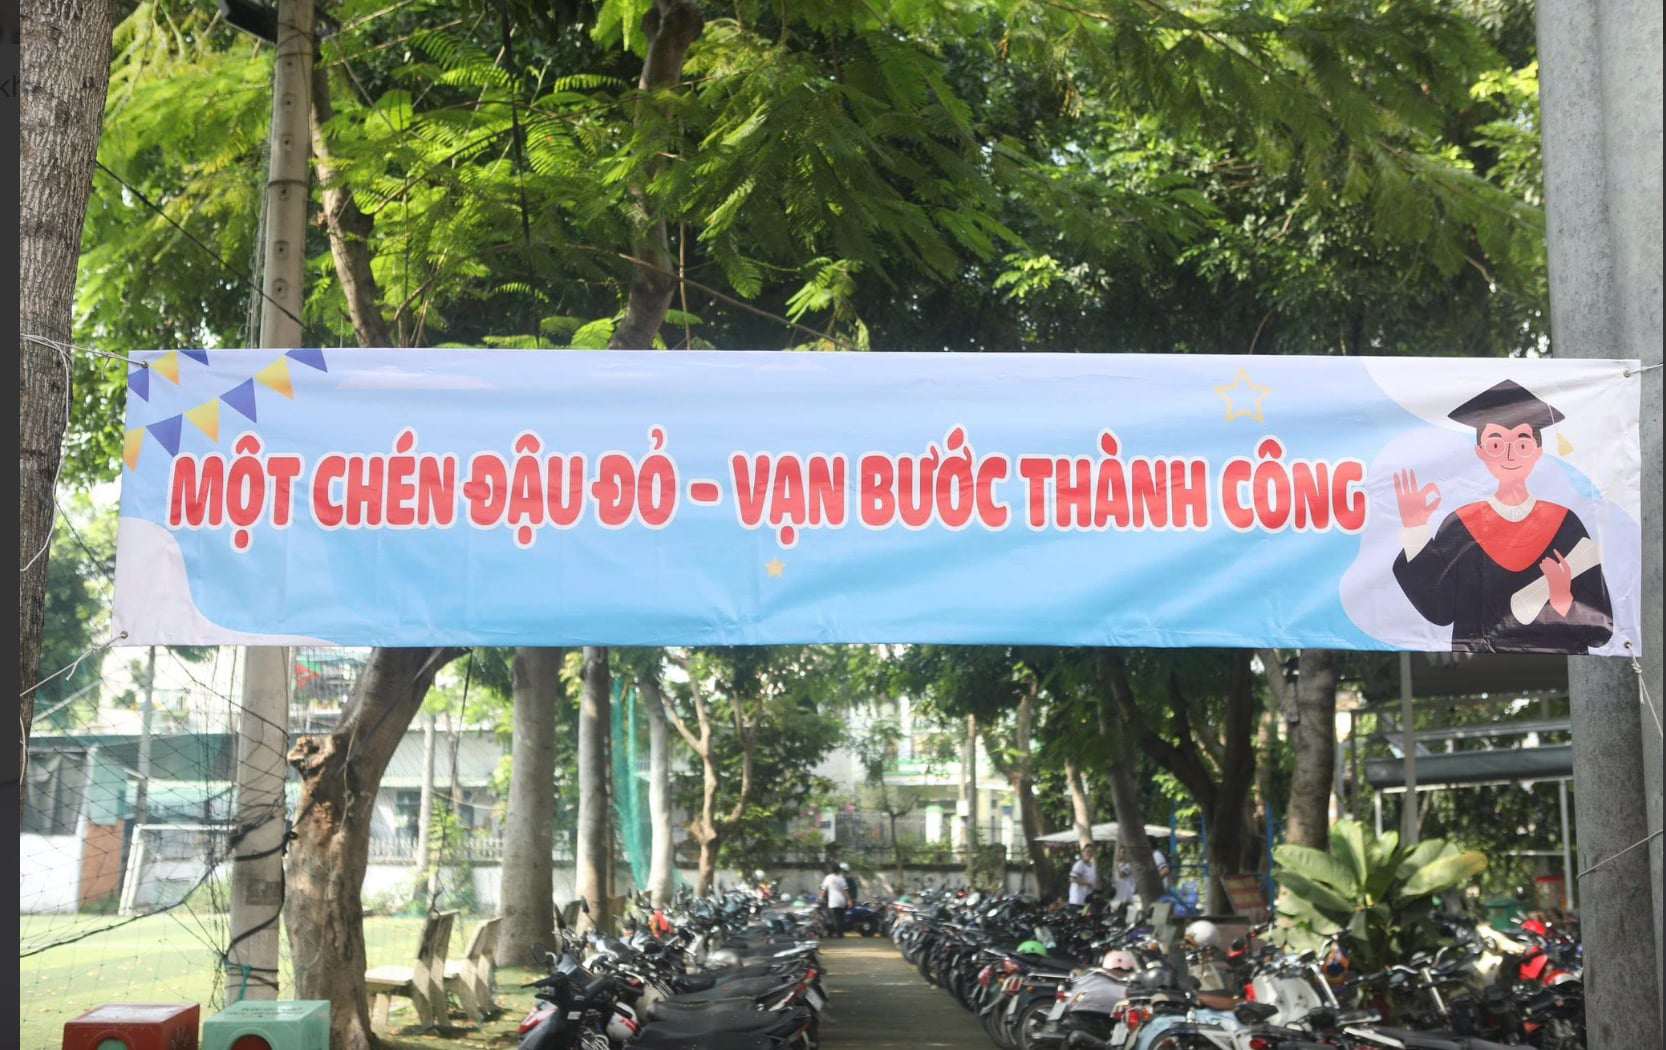 MỘT CHÉN ĐẬU ĐỎ - VẠN BƯỚC THÀNH CÔNG